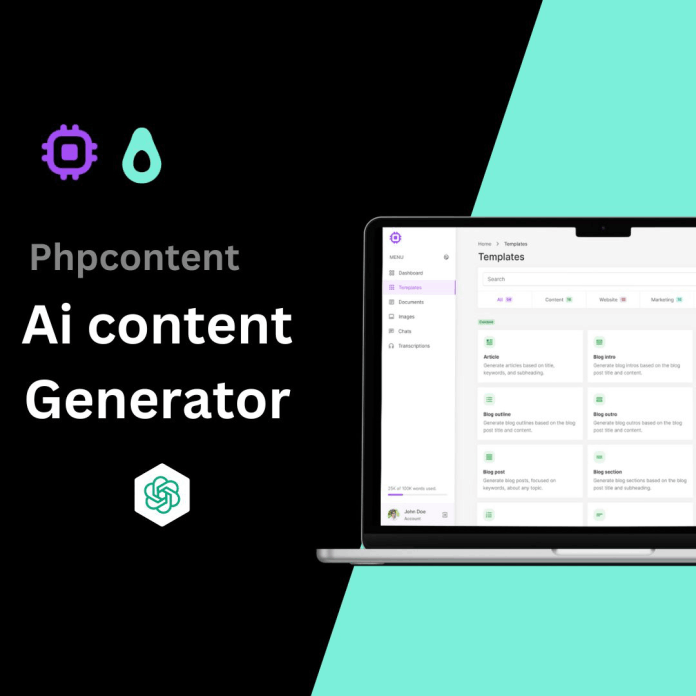 Phpcontent
Ai content
Generator
MENU
Dashboard
Templates
Documents
Images
Chats
Transcriptions
John Doe
Account
Home > Templates
Templates
Search
All
Content
Website
Marketing
Article
Generate articles based on title,
keywords, and subheading.
Blog intro
Generate blog intros based on the blog
post title and content.
Blog outline
Generate blog outlines based on the blog
post title and content.
Blog outro
Generate blog outros based on the blog
post title and content.
Blog post
Generate blog posts, focused on
keywords, about any topic.
Blog section
Generate blog sections based on the blog
post title and subheading.